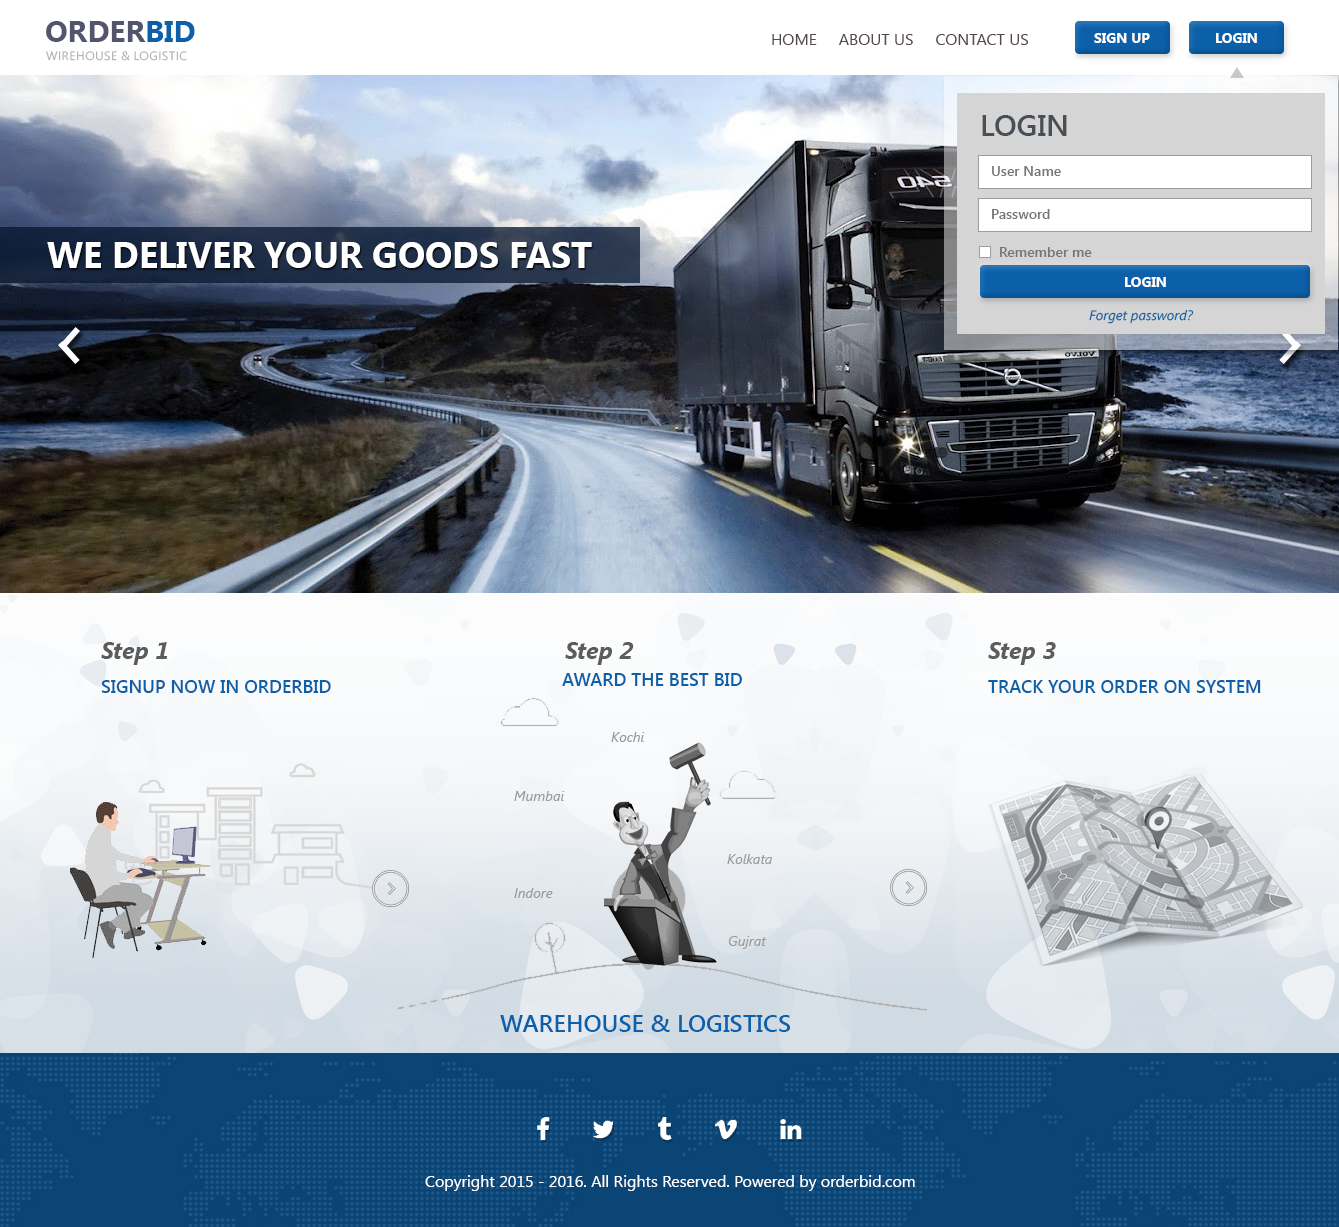 ORDERBID
WIREHOUSE & LOGISTIC
HOME ABOUT US CONTACT US SIGN UP LOGIN
LOGIN
User Name
Password
Remember me
LOGIN
Forget password?
WE DELIVER YOUR GOODS FAST
540
VOLVO
Step 1
SIGNUP NOW IN ORDERBID
Step 2
AWARD THE BEST BID
Kochi
Mumbai
Kolkata
Indore
Gujrat
Step 3
TRACK YOUR ORDER ON SYSTEM
WAREHOUSE & LOGISTICS
Copyright 2015 - 2016. All Rights Reserved. Powered by orderbid.com